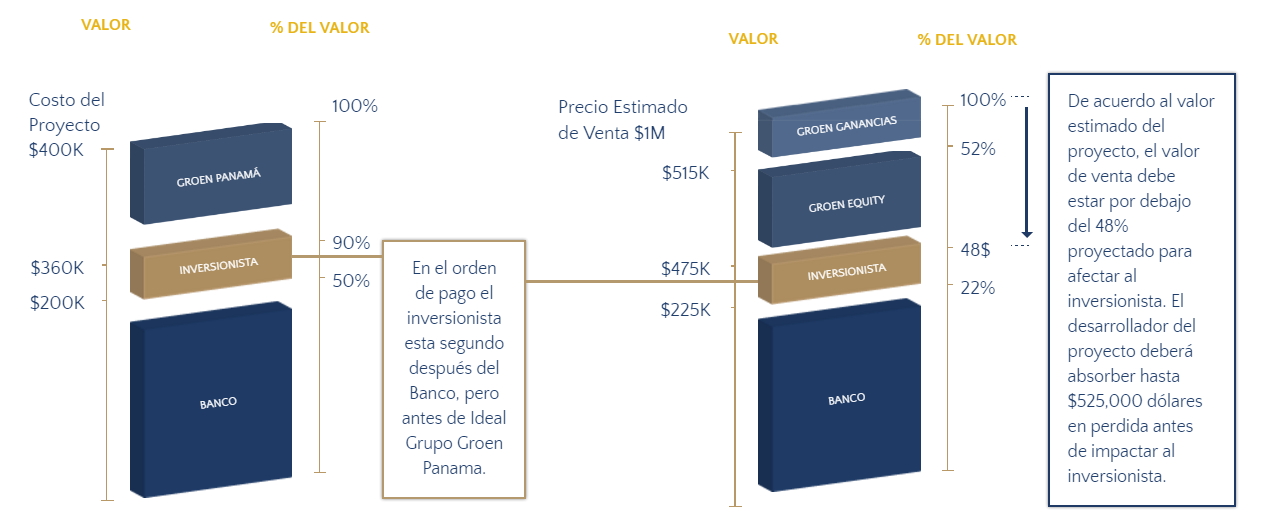 VALOR
% DEL VALOR
Costo del
Proyecto
$400K
$360K
$200K
GROEN PANAMÁ
INVERSIONISTA
BANCO
100%
90%
50%
En el orden
de pago el
inversionista
esta segundo
después del
Banco, pero
antes de Ideal
Grupo Groen
Panama.
VALOR
% DEL VALOR
Precio Estimado
de Venta $1M
$515K
$475K
$225K
GROEN GANANCIAS
GROEN EQUITY
INVERSIONISTA
BANCO
100%
52%
48$
22%
De acuerdo al valor
estimado del
proyecto, el valor
de venta debe
estar por debajo
del 48%
proyectado para
afectar al
inversionista. El
desarrollador del
proyecto deberá
absorber hasta
$525,000 dólares
en perdida antes
de impactar al
inversionista.